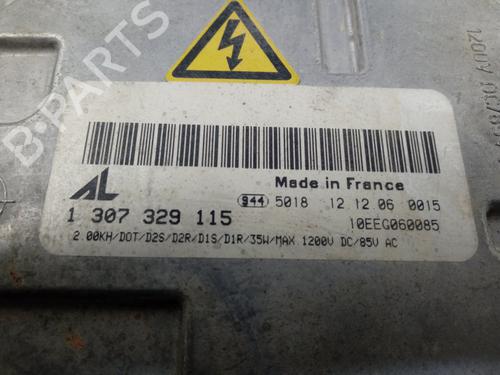 B-PARTS
Made in France
AL
944 5018 12.12.06 0015
1 307 329 115
10EEG060085
2.00KH/DOT/D2S/D2R/D1S/D1R/35W/MAX 1200V DC/85V AC